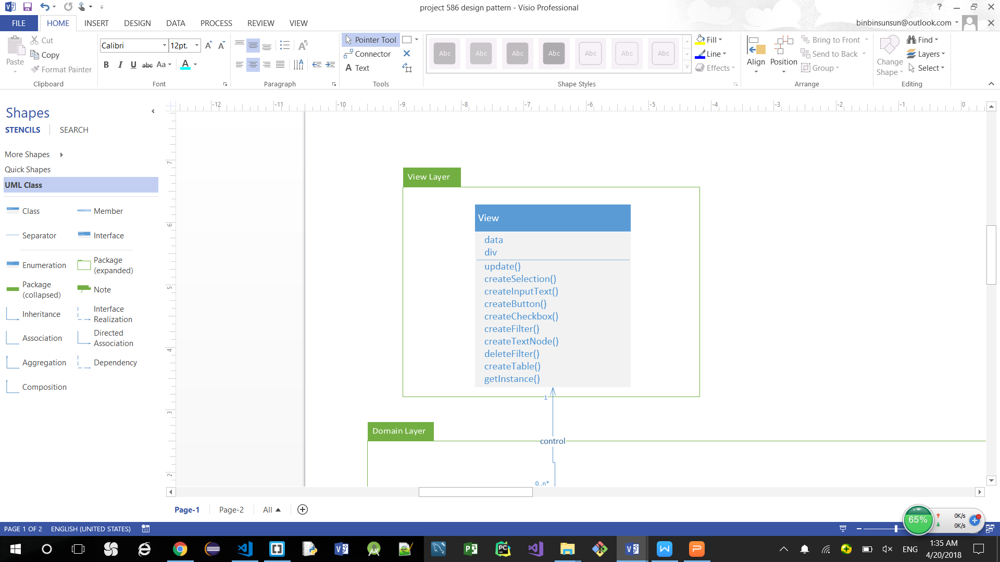 project 586 design pattern - Visio Professional
?
FILE HOME INSERT DESIGN DATA PROCESS REVIEW VIEW
binbinsunsun@outlook.com
Paste
Cut
Copy
Format Painter
Clipboard
Calibri 12pt.
B I U abc Aa A
Font
Paragraph
Pointer Tool
Connector
A Text
Tools
Abc Abc Abc Abc Abc Abc Abc
Shape Styles
Fill
Line
Effects
Align
Position
Bring to Front
Send to Back
Group
Arrange
Change Shape
Find
Layers
Select
Editing
Shapes
STENCILS SEARCH
More Shapes
Quick Shapes
UML Class
Class Member
Separator Interface
Enumeration Package (expanded)
Package (collapsed) Note
Inheritance Interface Realization
Association Directed Association
Aggregation Dependency
Composition
-12 -11 -10 -9 -8 -7 -6 -5 -4 -3 -2 -1 0
7
6
5
4
3
2
View Layer
View
data
div
update()
createSelection()
createInputText()
createButton()
createCheckbox()
createFilter()
createTextNode()
deleteFilter()
createTable()
getInstance()
1
Domain Layer
control
0..n*
Page-1 Page-2 All
65%
0K/s
0K/s
PAGE 1 OF 2 ENGLISH (UNITED STATES)
ENG
1:35 AM
4/20/2018